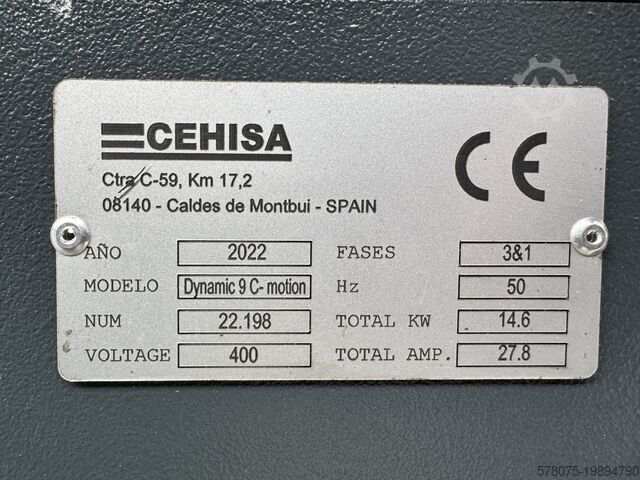 CEHISA
CE
Ctra C-59, Km 17,2
08140 - Caldes de Montbui - SPAIN
AÑO 2022 FASES 3&1
MODELO Dynamic 9 C- motion Hz 50
NUM 22.198 TOTAL KW 14.6
VOLTAGE 400 TOTAL AMP. 27.8
578075-19894790